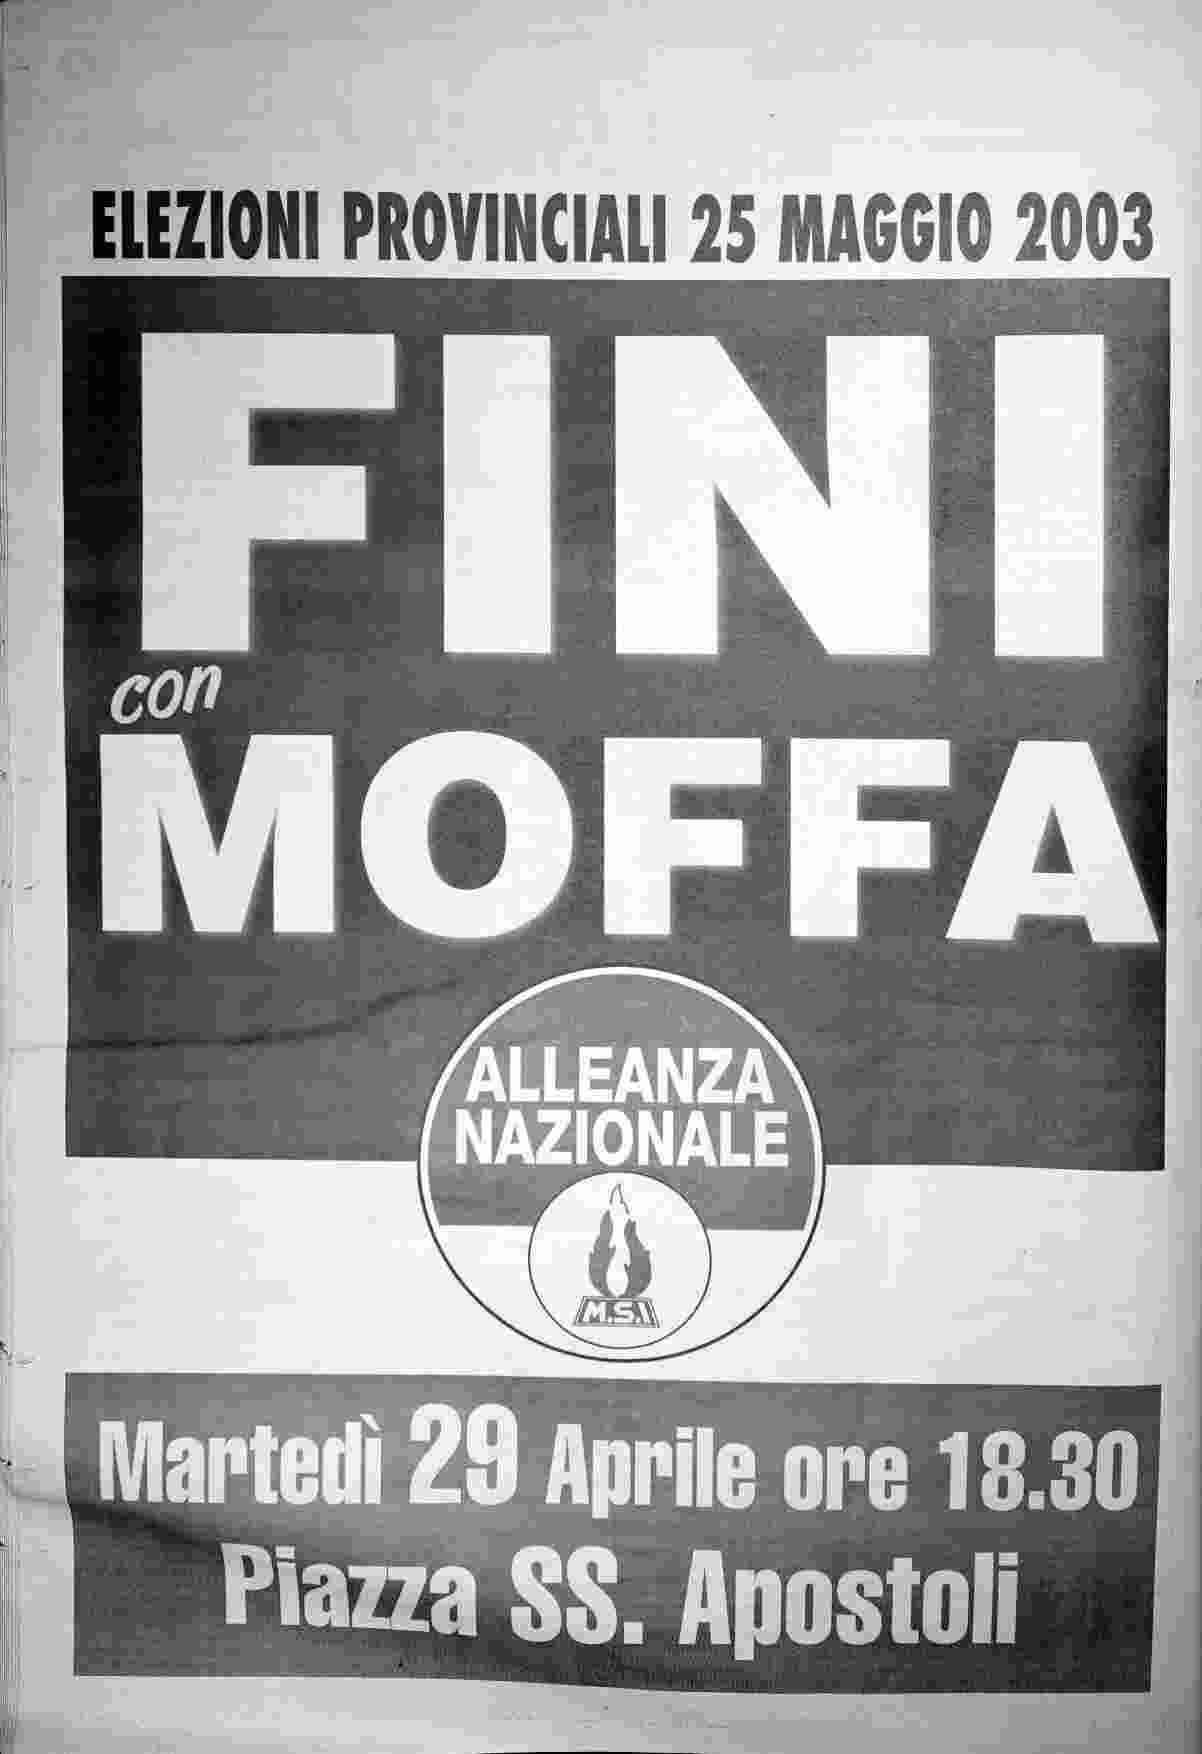 ELEZIONI PROVINCIALI 25 MAGGIO 2003
FINI
con
MOFFA
ALLEANZA
NAZIONALE
M.S.I
Martedì 29 Aprile ore 18.30
Piazza SS. Apostoli